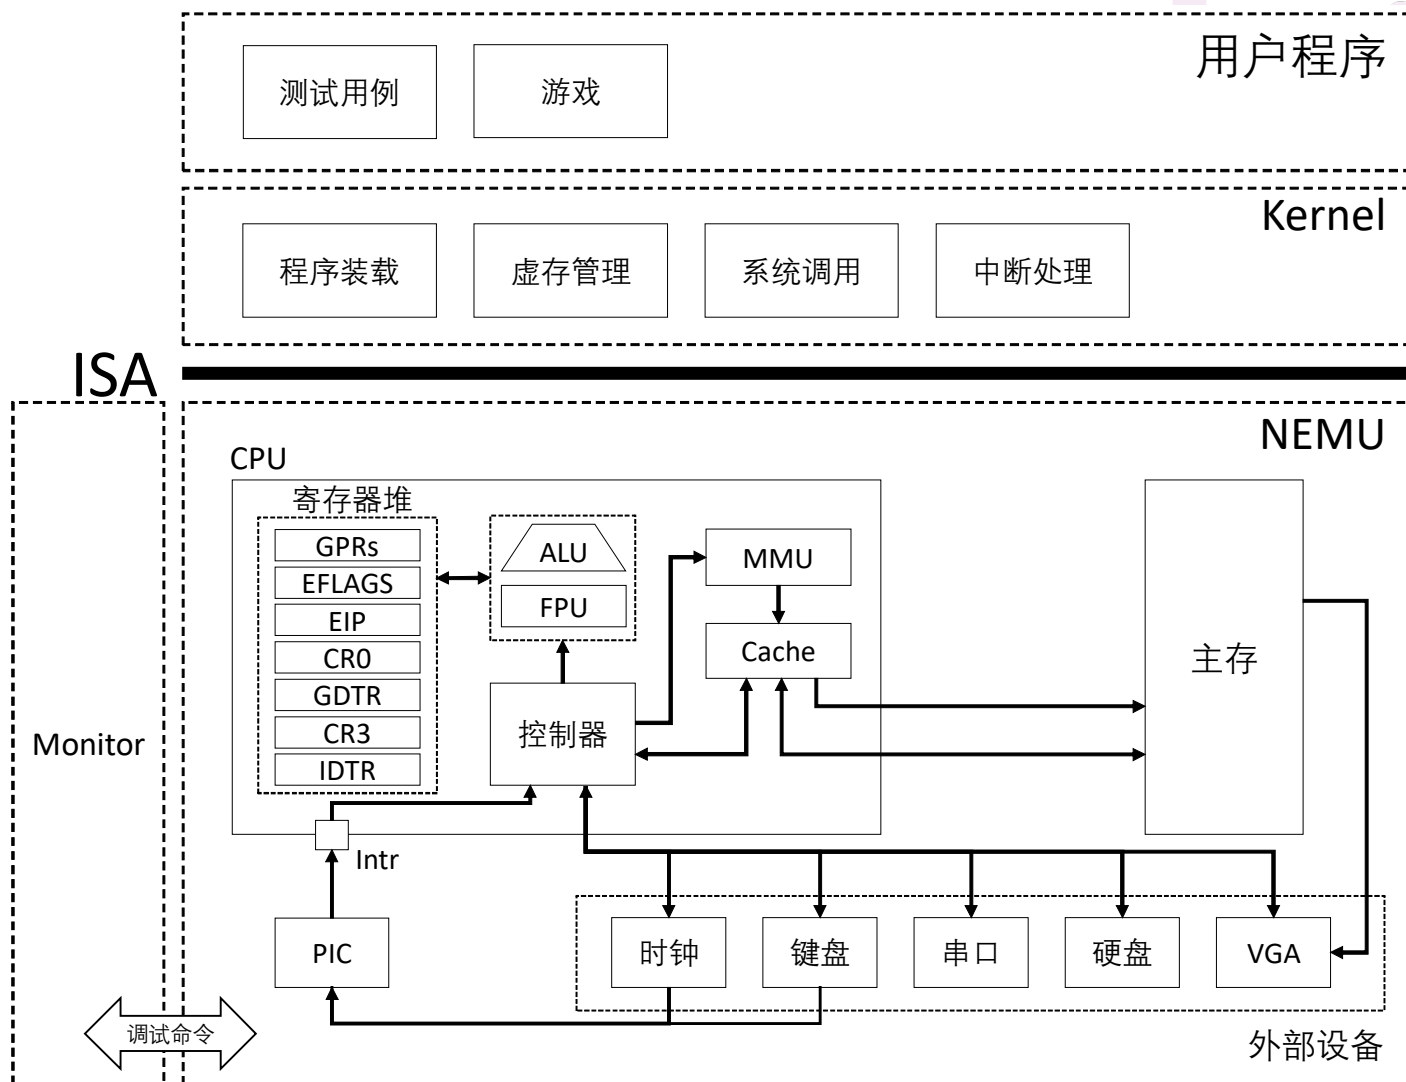 用户程序
测试用例
游戏
Kernel
程序装载
虚存管理
系统调用
中断处理
ISA
NEMU
CPU
寄存器堆
GPRs
EFLAGS
EIP
CR0
GDTR
CR3
IDTR
ALU
FPU
MMU
Cache
控制器
主存
Monitor
Intr
PIC
时钟
键盘
串口
硬盘
VGA
调试命令
外部设备